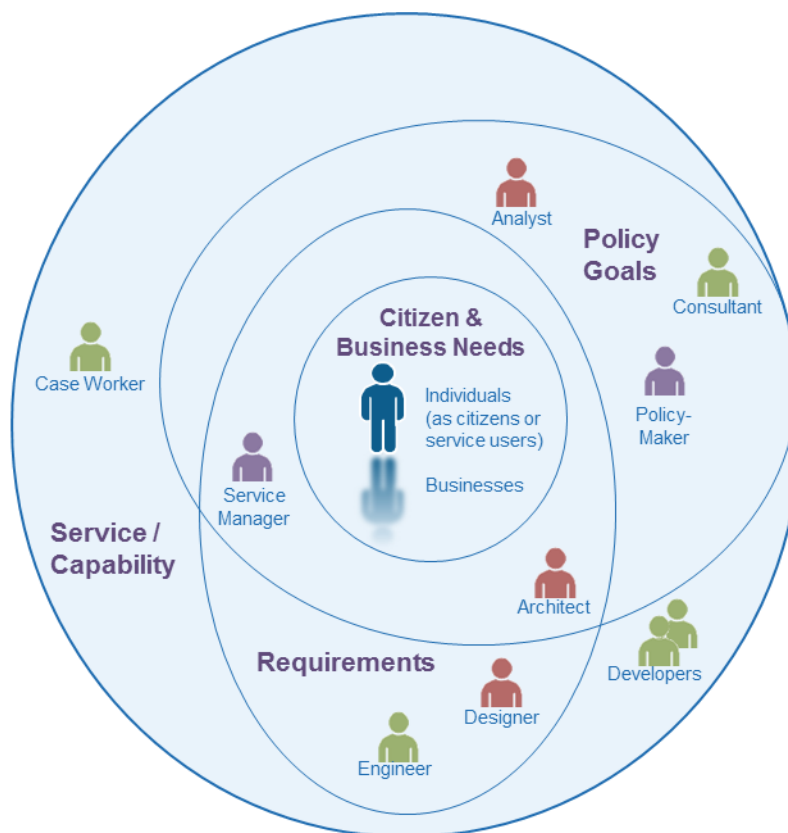 Analyst
Policy
Goals
Consultant
Citizen &
Business Needs
Case Worker
Individuals
(as citizens or
service users)
Policy-
Maker
Businesses
Service
Manager
Service /
Capability
Architect
Requirements
Developers
Designer
Engineer